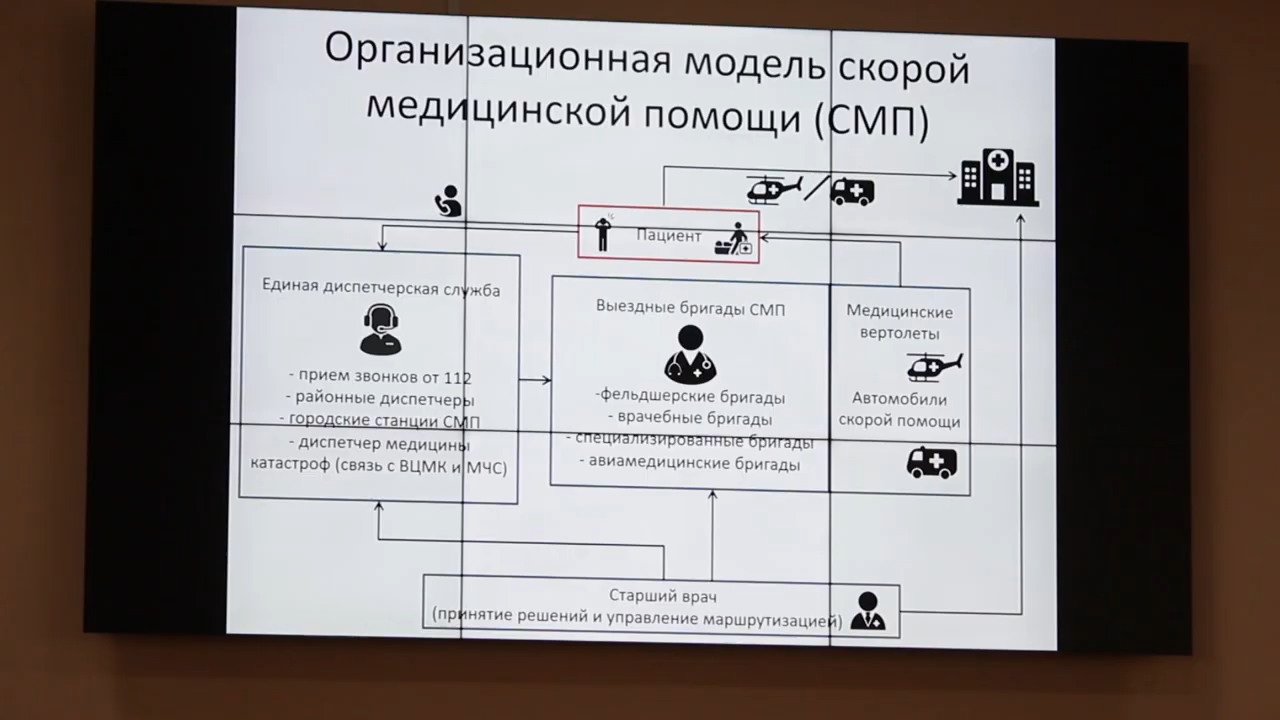 Организационная модель скорой
медицинской помощи (СМП)
Пациент
Единая диспетчерская служба
- прием звонков от 112
- районные диспетчеры
- городские станции СМП
- диспетчер медицины
катастроф (связь с ВЦМК и МЧС)
Выездные бригады СМП
-фельдшерские бригады
- врачебные бригады
- специализированные бригады
- авиамедицинские бригады
Медицинские
вертолеты
Автомобили
скорой помощи
Старший врач
(принятие решений и управление маршрутизацией)